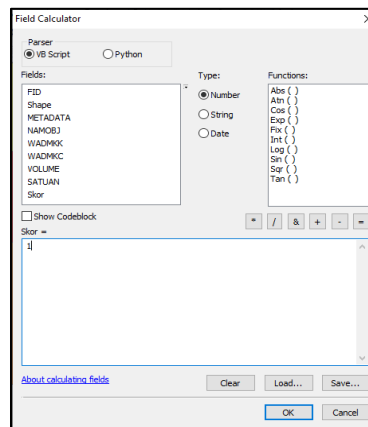 Field Calculator
Parser
VB Script Python
Fields: Type: Functions:
FID
Shape
METADATA
NAMOBJ
WADMKK
WADMKC
VOLUME
SATUAN
Skor
Number
String
Date
Abs ( )
Atn ( )
Cos ( )
Exp ( )
Fix ( )
Int ( )
Log ( )
Sin ( )
Sqr ( )
Tan ( )
Show Codeblock
* / & + - =
Skor =
1
About calculating fields Clear Load... Save...
OK Cancel